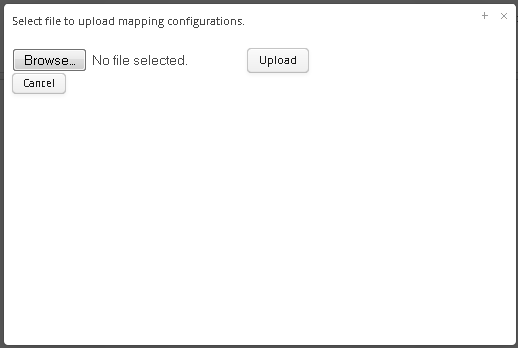 Select file to upload mapping configurations.
Browse... No file selected. Upload
Cancel